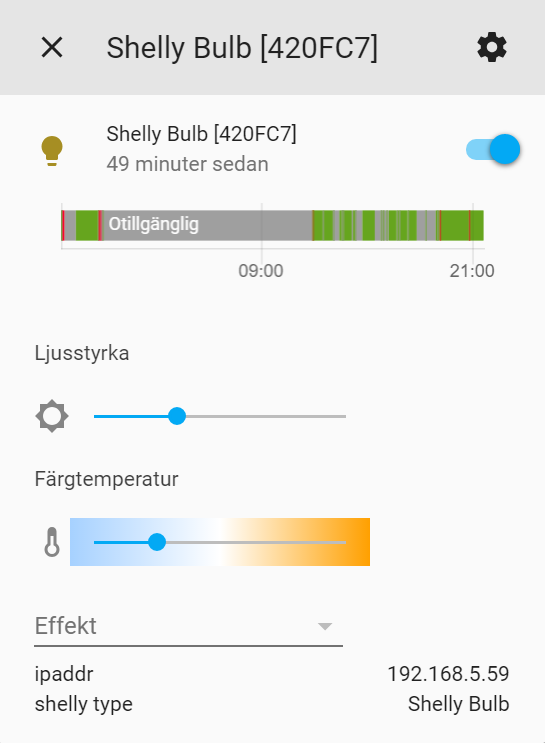 Shelly Bulb [420FC7]
Shelly Bulb [420FC7]
49 minuter sedan
Otillgänglig
09:00 21:00
Ljusstyrka
Färgtemperatur
Effekt
ipaddr 192.168.5.59
shelly type Shelly Bulb